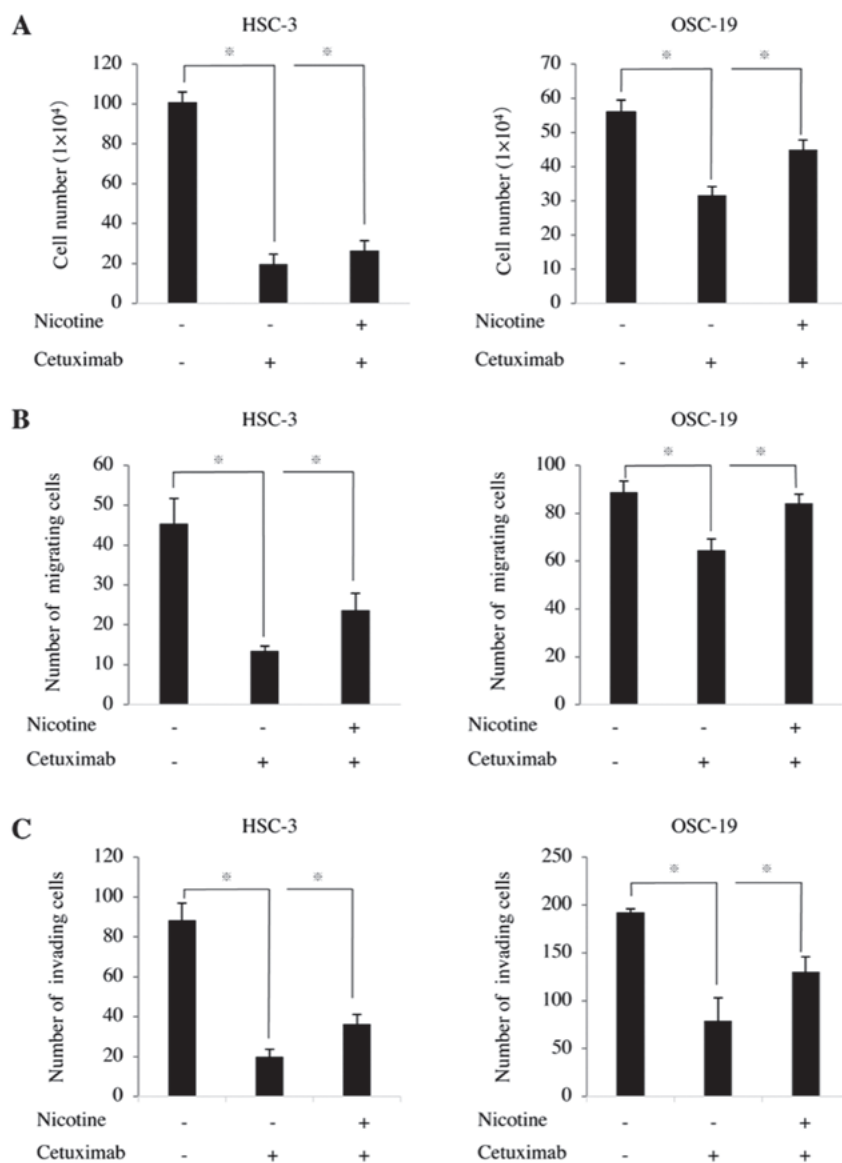 A
HSC-3
OSC-19
Cell number (1×10⁴)
120
100
80
60
40
20
0
※ ※
Nicotine - - +
Cetuximab - + +
Cell number (1×10⁴)
70
60
50
40
30
20
10
0
※ ※
- - +
- + +
B
HSC-3
OSC-19
Number of migrating cells
60
50
40
30
20
10
0
※ ※
Nicotine - - +
Cetuximab - + +
Number of migrating cells
100
80
60
40
20
0
※ ※
Nicotine - - +
Cetuximab - + +
C
HSC-3
OSC-19
Number of invading cells
120
100
80
60
40
20
0
※ ※
Nicotine - - +
Cetuximab - + +
Number of invading cells
250
200
150
100
50
0
※ ※
Nicotine - - +
Cetuximab - + +